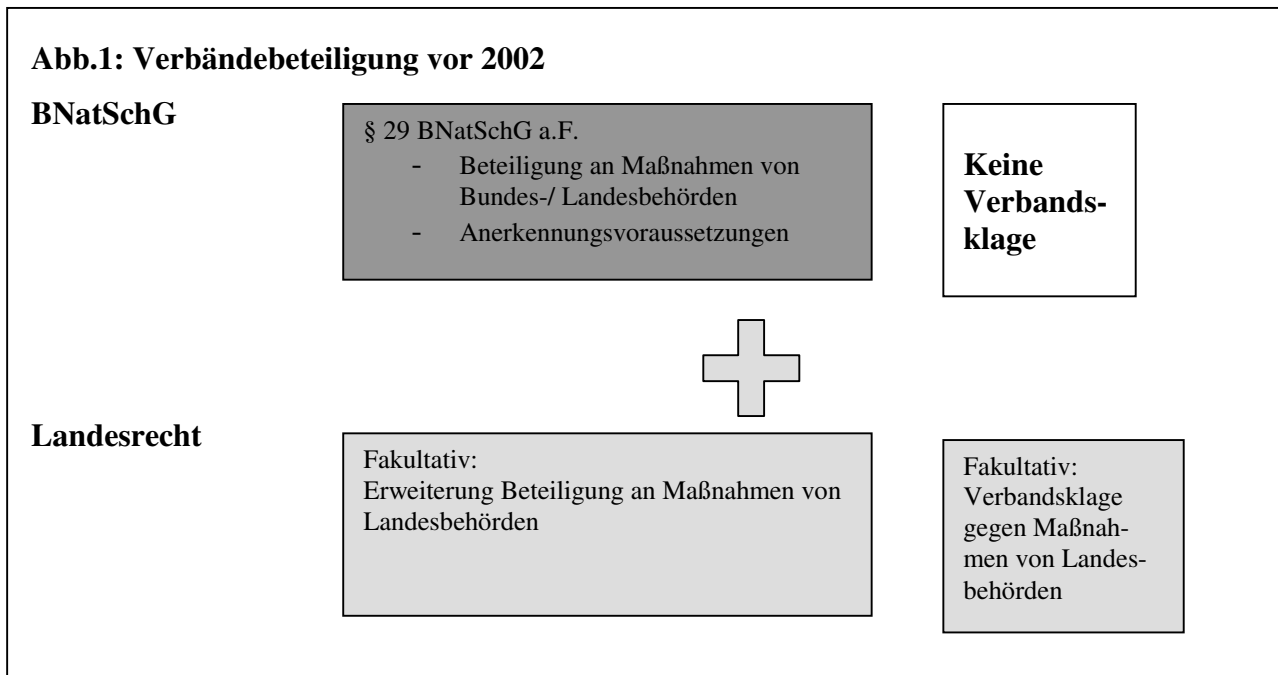 Abb.1: Verbändebeteiligung vor 2002
BNatSchG
§ 29 BNatSchG a.F.
- Beteiligung an Maßnahmen von
Bundes-/ Landesbehörden
- Anerkennungsvoraussetzungen
Keine
Verbands-
klage
Landesrecht
Fakultativ:
Erweiterung Beteiligung an Maßnahmen von
Landesbehörden
Fakultativ:
Verbandsklage
gegen Maßnah-
men von Landes-
behörden